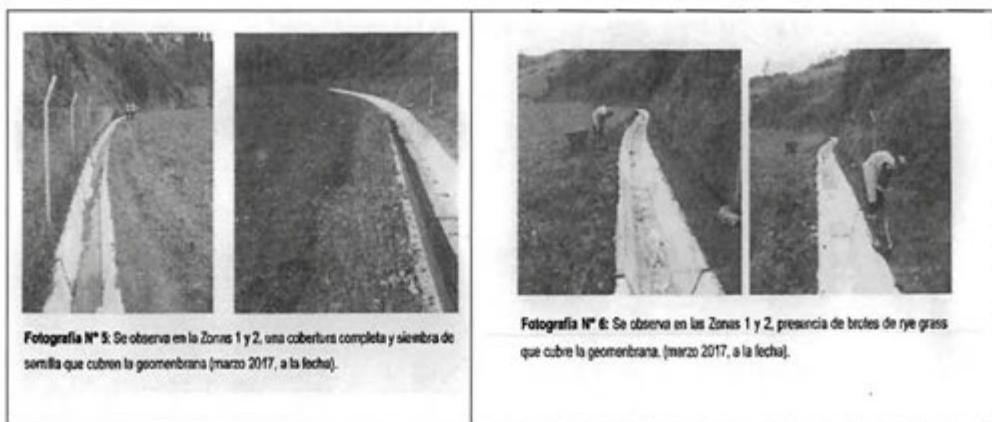 Fotografía N° 5: Se observa en la Zonas 1 y 2, una cobertura completa y siembra de
semilla que cubren la geomenbrana (marzo 2017, a la fecha).
Fotografía N° 6: Se observa en las Zonas 1 y 2, presencia de brotes de rye grass
que cubre la geomenbrana. (marzo 2017, a la fecha).